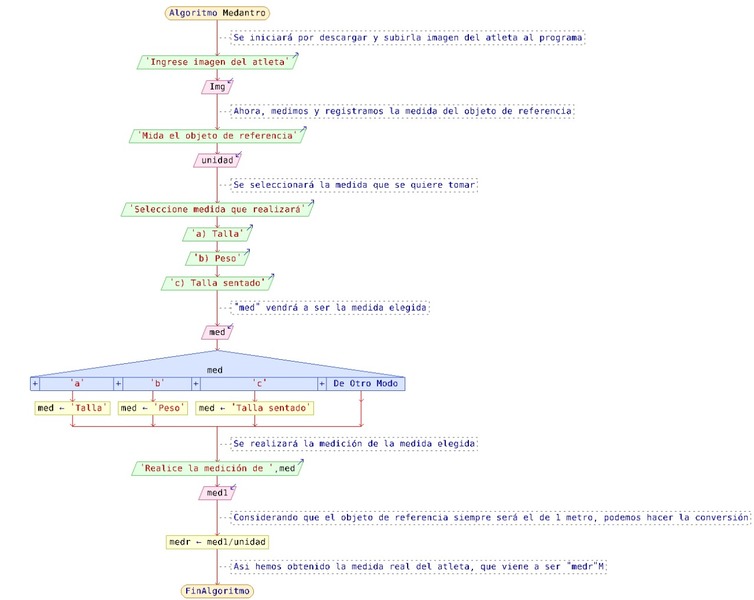 Algoritmo Medantro
Se iniciará por descargar y subirla imagen del atleta al programa
'Ingrese imagen del atleta'
Img
Ahora, medimos y registramos la medida del objeto de referencia
'Mida el objeto de referencia'
unidad
Se seleccionará la medida que se quiere tomar
'Seleccione medida que realizará'
'a) Talla'
'b) Peso'
'c) Talla sentado'
"med" vendrá a ser la medida elegida
med
med
+ 'a' + 'b' + 'c' + De Otro Modo
med ← 'Talla' med ← 'Peso' med ← 'Talla sentado'
Se realizará la medición de la medida elegida
'Realice la medición de ',med
med1
Considerando que el objeto de referencia siempre será el de 1 metro, podemos hacer la conversión
medr ← med1/unidad
Asi hemos obtenido la medida real del atleta, que viene a ser "medr"M
FinAlgoritmo